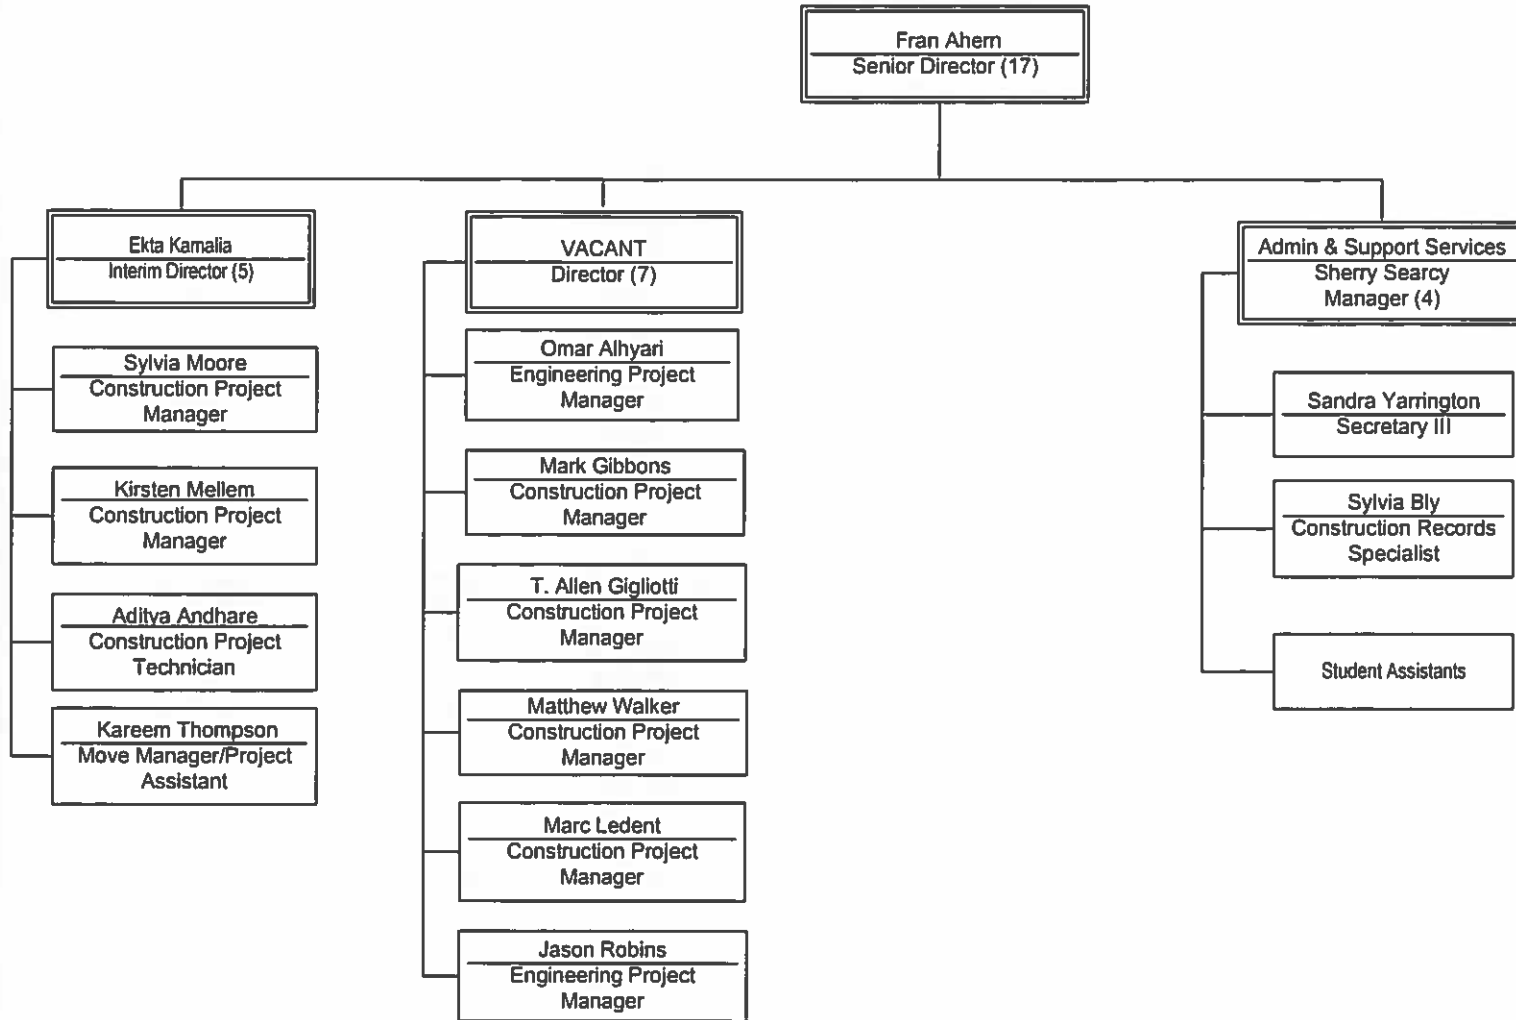 Fran Ahern
Senior Director (17)
Ekta Kamalia
Interim Director (5)
Sylvia Moore
Construction Project
Manager
Kirsten Mellem
Construction Project
Manager
Aditya Andhare
Construction Project
Technician
Kareem Thompson
Move Manager/Project
Assistant
VACANT
Director (7)
Omar Alhyari
Engineering Project
Manager
Mark Gibbons
Construction Project
Manager
T. Allen Gigliotti
Construction Project
Manager
Matthew Walker
Construction Project
Manager
Marc Ledent
Construction Project
Manager
Jason Robins
Engineering Project
Manager
Admin & Support Services
Sherry Searcy
Manager (4)
Sandra Yarrington
Secretary III
Sylvia Bly
Construction Records
Specialist
Student Assistants